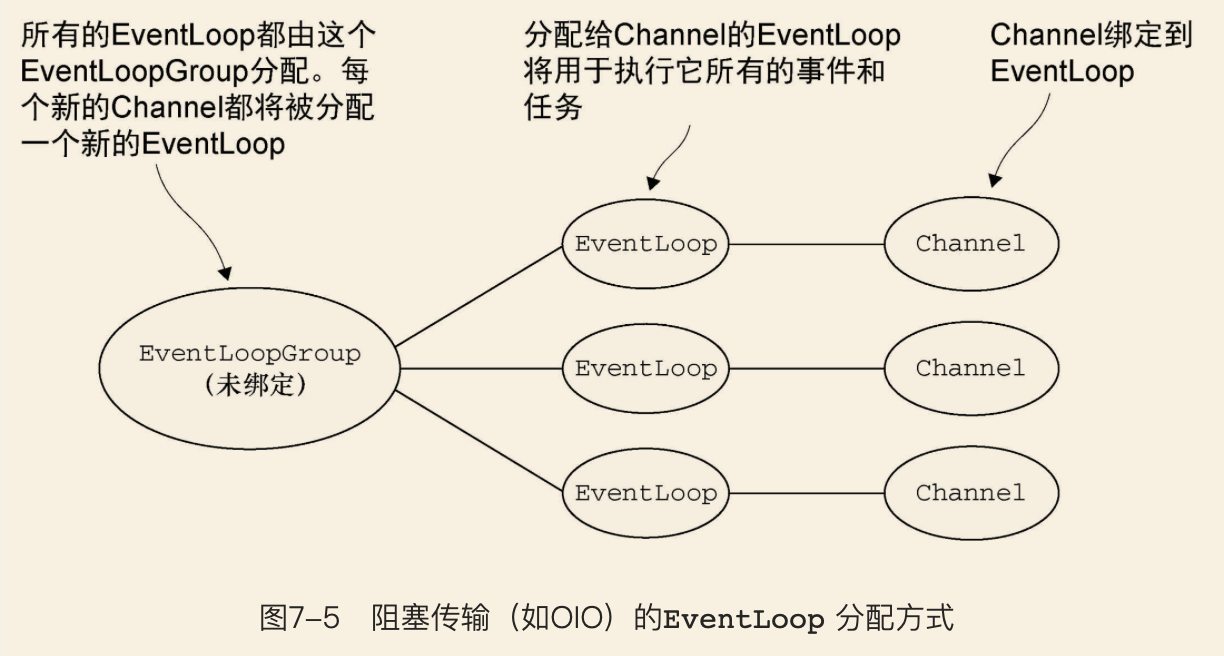 所有的EventLoop都由这个
EventLoopGroup分配。每
个新的Channel都将被分配
一个新的EventLoop
分配给Channel的EventLoop
将用于执行它所有的事件和
任务
Channel绑定到
EventLoop
EventLoopGroup
（未绑定）
EventLoop
Channel
EventLoop
Channel
EventLoop
Channel
图7–5　阻塞传输（如OIO）的EventLoop 分配方式